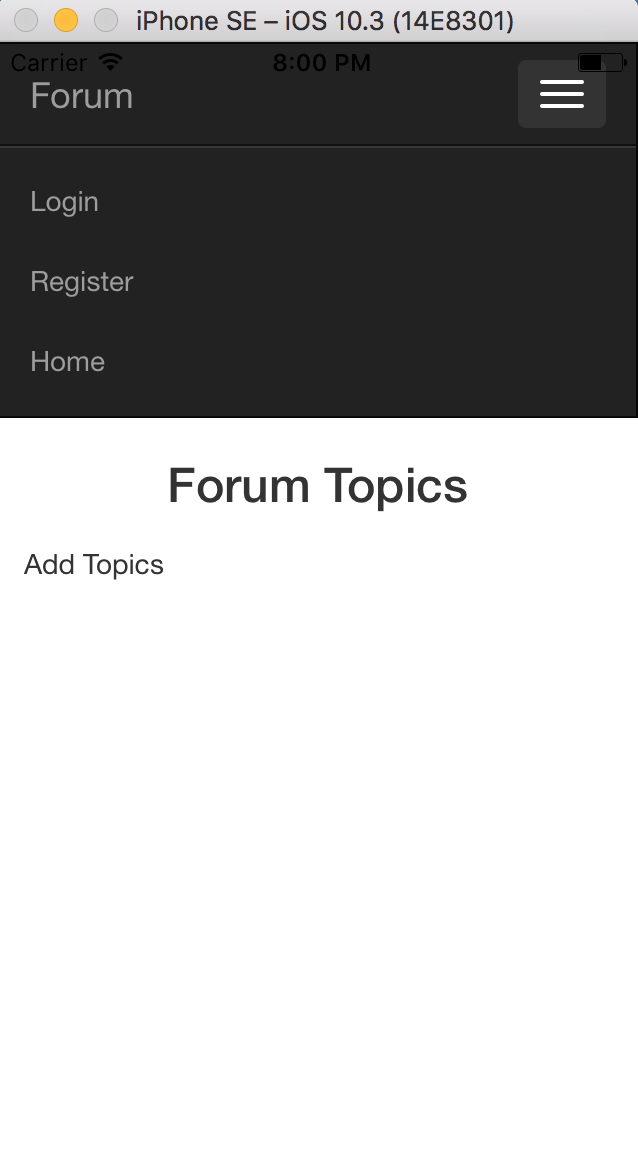 iPhone SE – iOS 10.3 (14E8301)
Carrier 8:00 PM
Forum
Login
Register
Home
Forum Topics
Add Topics